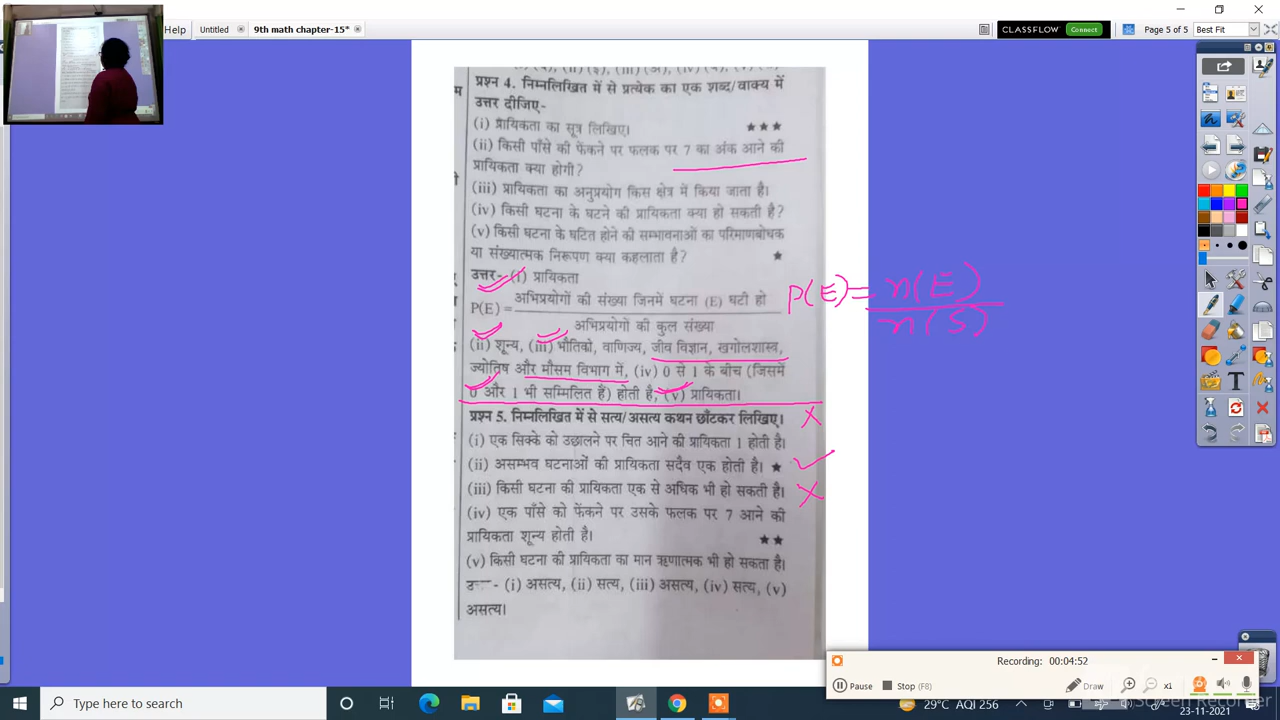 Help
Untitled
9th math chapter-15*
CLASSFLOW
Connect
Page 5 of 5
Best Fit
प्रश्न 4. निम्नलिखित में से प्रत्येक का एक शब्द/वाक्य में
उत्तर दीजिए-
(i) प्रायिकता का सूत्र लिखिए। ★★★
(ii) किसी पाँसे को फेंकने पर फलक पर 7 का अंक आने की
प्रायिकता क्या होगी?
(iii) प्रायिकता का अनुप्रयोग किस क्षेत्र में किया जाता है।
(iv) किसी घटना के घटने की प्रायिकता क्या हो सकती है?
(v) किसी घटना के घटित होने की सम्भावनाओं का परिमाणबोधक
या संख्यात्मक निरूपण क्या कहलाता है? ★
उत्तर- (i) प्रायिकता
P(E)= अभिप्रयोगों की संख्या जिनमें घटना (E) घटी हो
अभिप्रयोगों की कुल संख्या
P(E)= n(E)
n(S)
(ii) शून्य, (iii) भौतिकी, वाणिज्य, जीव विज्ञान, खगोलशास्त्र,
ज्योतिष और मौसम विभाग में, (iv) 0 से 1 के बीच (जिसमें
0 और 1 भी सम्मिलित हैं) होती है, (v) प्रायिकता।
प्रश्न 5. निम्नलिखित में से सत्य/असत्य कथन छाँटकर लिखिए।
(i) एक सिक्के को उछालने पर चित आने की प्रायिकता 1 होती है।
(ii) असम्भव घटनाओं की प्रायिकता सदैव एक होती है। ★
(iii) किसी घटना की प्रायिकता एक से अधिक भी हो सकती है।
(iv) एक पाँसे को फेंकने पर उसके फलक पर 7 आने की
प्रायिकता शून्य होती है। ★★
(v) किसी घटना की प्रायिकता का मान ऋणात्मक भी हो सकता है।
(i) असत्य, (ii) सत्य, (iii) असत्य, (iv) सत्य, (v)
असत्य।
Recording: 00:04:52
Pause
Stop (F8)
Draw
x1
Type here to search
29°C AQI 256
23-11-2021